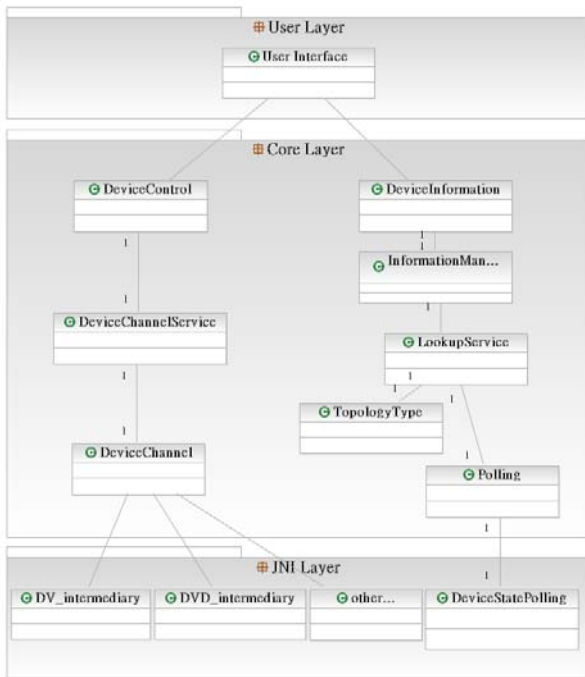 User Layer
User Interface
Core Layer
DeviceControl
DeviceInformation
1
1
1
InformationMan...
1
1
DeviceChannelService
LookupService
1
1
1
1
TopologyType
1
DeviceChannel
1
Polling
1
JNI Layer
1
DV_intermediary
DVD_intermediary
other...
DeviceStatePolling